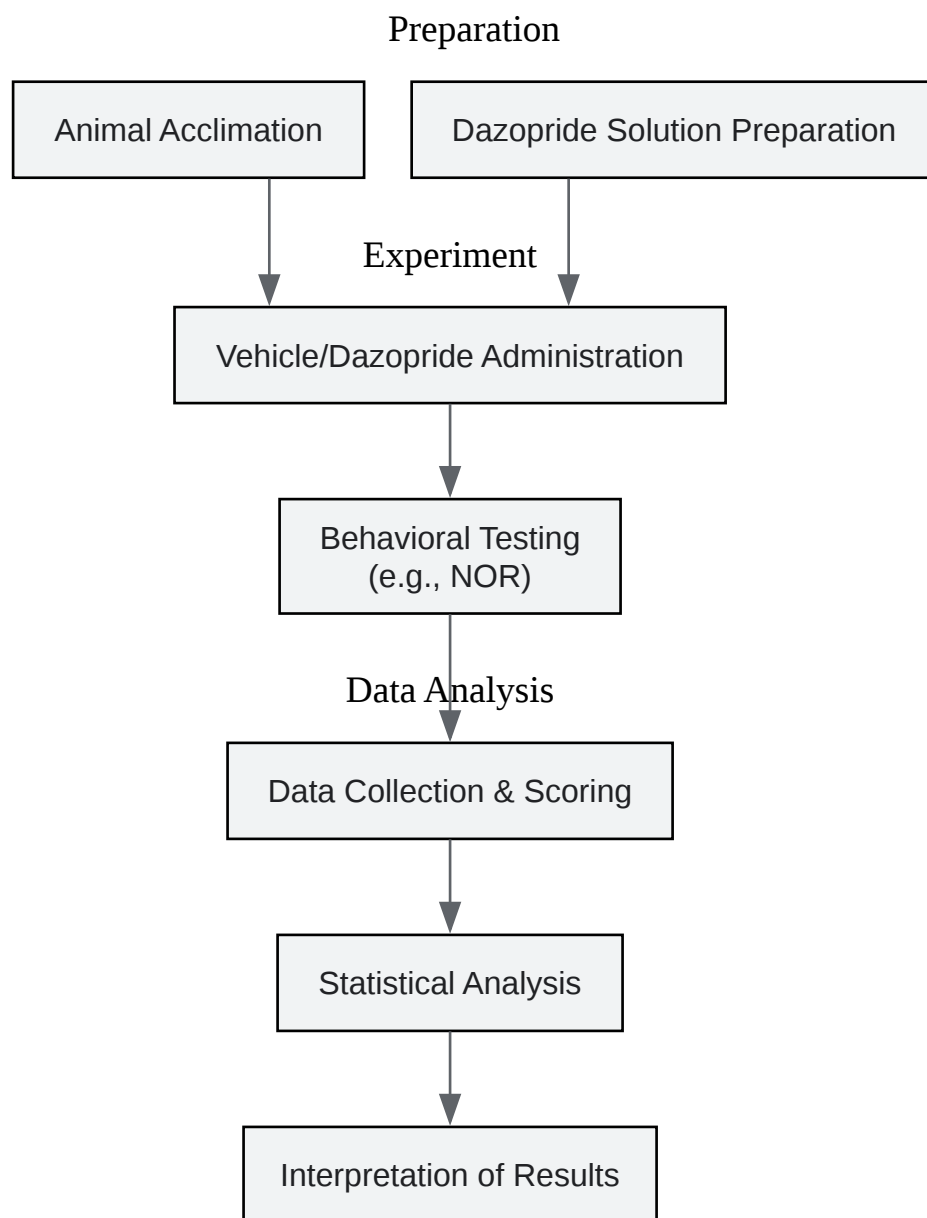 Preparation
Animal Acclimation
Dazopride Solution Preparation
Experiment
Vehicle/Dazopride Administration
Behavioral Testing
(e.g., NOR)
Data Analysis
Data Collection & Scoring
Statistical Analysis
Interpretation of Results